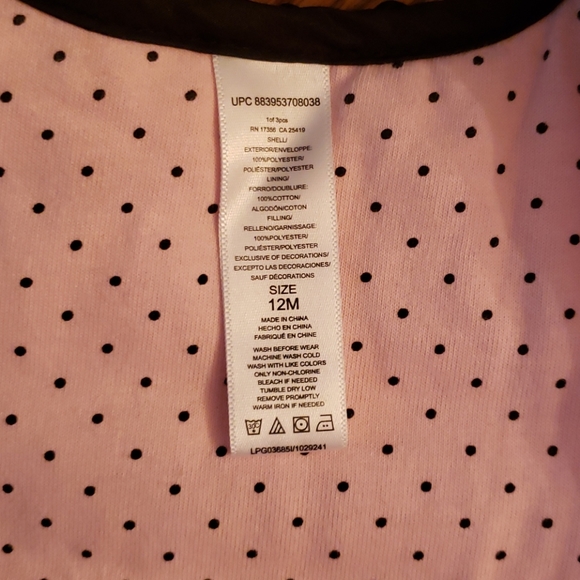 UPC 883953708038
1of 3pcs
RN 17356 CA 25419
SHELL/
EXTERIOR/ENVELOPPE:
100%POLYESTER/
POLIÉSTER/POLYESTER
LINING/
FORRO/DOUBLURE:
100%COTTON/
ALGODÓN/COTON
FILLING/
RELLENO/GARNISSAGE:
100%POLYESTER/
POLIÉSTER/POLYESTER
EXCLUSIVE OF DECORATIONS/
EXCEPTO LAS DECORACIONES/
SAUF DÉCORATIONS
SIZE
12M
MADE IN CHINA
HECHO EN CHINA
FABRIQUÉ EN CHINE
WASH BEFORE WEAR
MACHINE WASH COLD
WASH WITH LIKE COLORS
ONLY NON-CHLORINE
BLEACH IF NEEDED
TUMBLE DRY LOW
REMOVE PROMPTLY
WARM IRON IF NEEDED
LPG03685I/1029241